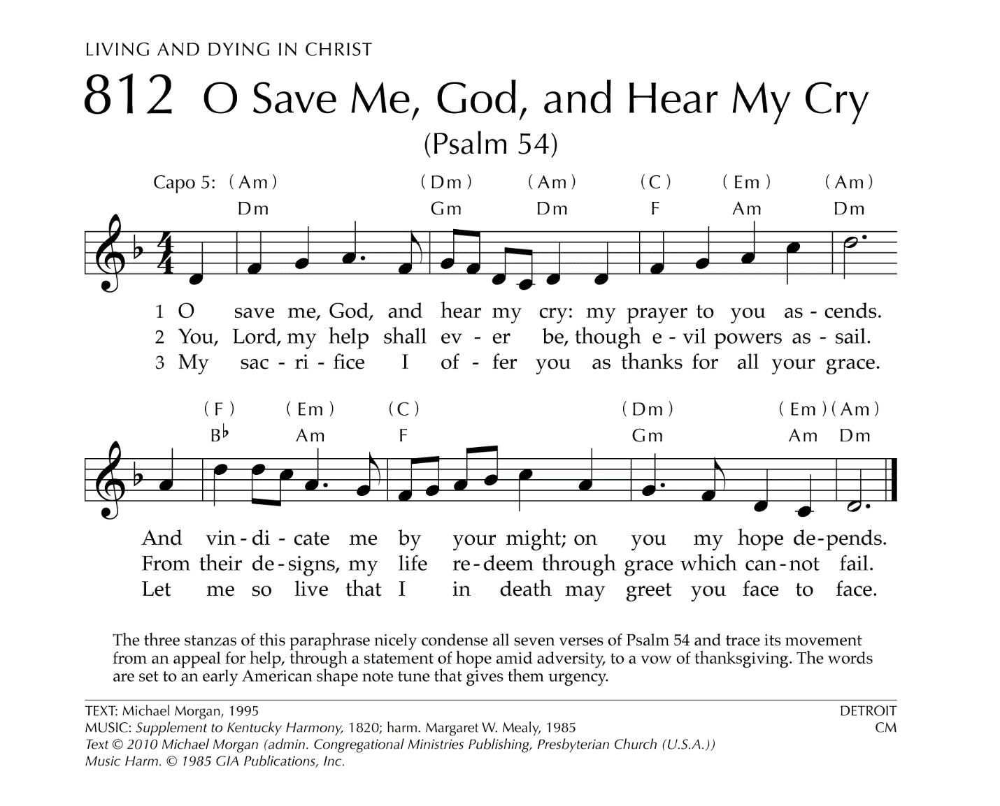 LIVING AND DYING IN CHRIST
812 O Save Me, God, and Hear My Cry
(Psalm 54)
Capo 5: (Am) (Dm) (Am) (C) (Em) (Am)
Dm Gm Dm F Am Dm
4
4
1 O save me, God, and hear my cry: my prayer to you as - cends.
2 You, Lord, my help shall ev - er be, though e - vil powers as - sail.
3 My sac - ri - fice I of - fer you as thanks for all your grace.
(F) (Em) (C) (Dm) (Em) (Am)
B♭ Am F Gm Am Dm
And vin - di - cate me by your might; on you my hope de - pends.
From their de - signs, my life re - deem through grace which can - not fail.
Let me so live that I in death may greet you face to face.
The three stanzas of this paraphrase nicely condense all seven verses of Psalm 54 and trace its movement
from an appeal for help, through a statement of hope amid adversity, to a vow of thanksgiving. The words
are set to an early American shape note tune that gives them urgency.
TEXT: Michael Morgan, 1995 DETROIT
MUSIC: Supplement to Kentucky Harmony, 1820; harm. Margaret W. Mealy, 1985 CM
Text © 2010 Michael Morgan (admin. Congregational Ministries Publishing, Presbyterian Church (U.S.A.))
Music Harm. © 1985 GIA Publications, Inc.